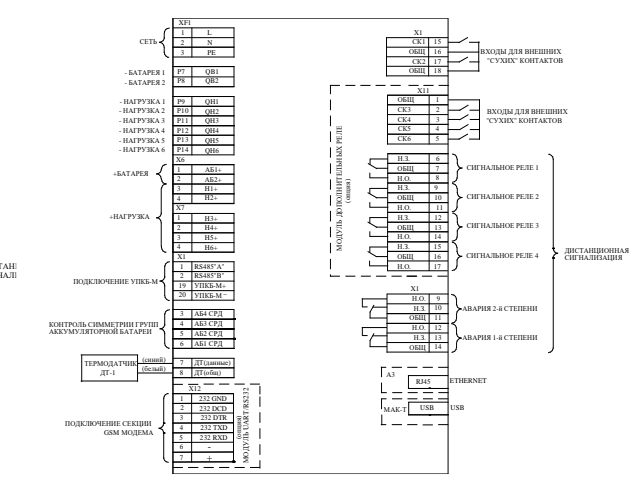 XF1
1 L
СЕТЬ 2 N
3 PE
- БАТАРЕЯ 1 P7 QB1
- БАТАРЕЯ 2 P8 QB2
- НАГРУЗКА 1 P9 QH1
- НАГРУЗКА 2 P10 QH2
- НАГРУЗКА 3 P11 QH3
- НАГРУЗКА 4 P12 QH4
- НАГРУЗКА 5 P13 QH5
- НАГРУЗКА 6 P14 QH6
X6
+БАТАРЕЯ
1 АБ1+
2 АБ2+
3 Н1+
4 Н2+
+НАГРУЗКА
X7
1 Н3+
2 Н4+
3 Н5+
4 Н6+
X1
ПОДКЛЮЧЕНИЕ УПКБ-М
1 RS485"A"
2 RS485"B"
19 УПКБ-М+
20 УПКБ-М−
КОНТРОЛЬ СИММЕТРИИ ГРУПП
АККУМУЛЯТОРНОЙ БАТАРЕИ
3 АБ4 СРД
4 АБ3 СРД
5 АБ2 СРД
6 АБ1 СРД
ТЕРМОДАТЧИК
ДТ-1
(синий) 7 ДТ(данные)
(белый) 8 ДТ(общ)
X12
ПОДКЛЮЧЕНИЕ СЕКЦИИ
GSM МОДЕМА
1 232 GND
2 232 DCD
3 232 DTR
4 232 TXD
5 232 RXD
6 -
7 +
(опция)
МОДУЛЬ UART/RS232
X1
СК1 15
ОБЩ 16
СК2 17
ОБЩ 18
ВХОДЫ ДЛЯ ВНЕШНИХ
"СУХИХ" КОНТАКТОВ
МОДУЛЬ ДОПОЛНИТЕЛЬНЫХ РЕЛЕ
(опция)
X11
ОБЩ 1
СК3 2
СК4 3
СК5 4
СК6 5
ВХОДЫ ДЛЯ ВНЕШНИХ
"СУХИХ" КОНТАКТОВ
Н.З. 6
ОБЩ 7
Н.О. 8
СИГНАЛЬНОЕ РЕЛЕ 1
Н.З. 9
ОБЩ 10
Н.О. 11
СИГНАЛЬНОЕ РЕЛЕ 2
Н.З. 12
ОБЩ 13
Н.О. 14
СИГНАЛЬНОЕ РЕЛЕ 3
Н.З. 15
ОБЩ 16
Н.О. 17
СИГНАЛЬНОЕ РЕЛЕ 4
ДИСТАНЦИОННАЯ
СИГНАЛИЗАЦИЯ
X1
Н.О. 9
Н.З. 10
ОБЩ 11
АВАРИЯ 2-й СТЕПЕНИ
Н.О. 12
Н.З. 13
ОБЩ 14
АВАРИЯ 1-й СТЕПЕНИ
А3
RJ45 ETHERNET
МАК-Т USB USB